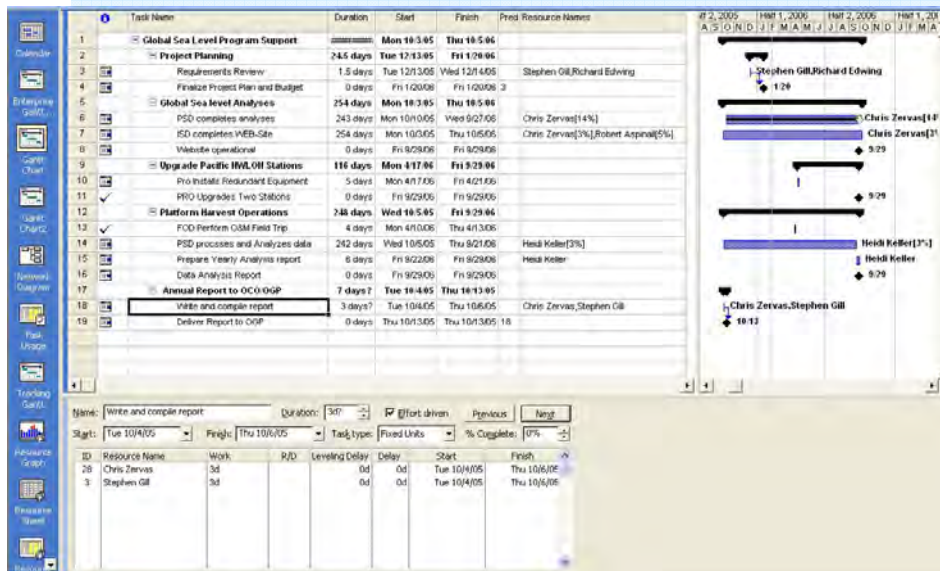 Task Name Duration Start Finish Pred Resource Names
1 Global Sea Level Program Support Mon 10/3/05 Thu 10/5/06
2 Project Planning 24.5 days Tue 12/13/05 Fri 1/20/06
3 Requirements Review 1.5 days Tue 12/13/05 Wed 12/14/05 Stephen Gill,Richard Edwing
4 Finalize Project Plan and Budget 0 days Fri 1/20/06 Fri 1/20/06 3
5 Global Sea level Analyses 254 days Mon 10/3/05 Thu 10/5/06
6 PSD completes analyses 243 days Mon 10/10/05 Wed 9/27/06 Chris Zervas[14%]
7 ISD completes WEB-Site 254 days Mon 10/3/05 Thu 10/5/06 Chris Zervas[3%],Robert Aspinall[5%]
8 Website operational 0 days Fri 9/29/06 Fri 9/29/06
9 Upgrade Pacific NWLON Stations 116 days Mon 4/17/06 Fri 9/29/06
10 Pro Installs Redundant Equipment 5 days Mon 4/17/06 Fri 4/21/06
11 PRO Upgrades Two Stations 0 days Fri 9/29/06 Fri 9/29/06
12 Platform Harvest Operations 248 days Wed 10/5/05 Fri 9/29/06
13 FOD Perform O&M Field Trip 4 days Mon 4/10/06 Thu 4/13/06
14 PSD processes and Analyzes data 242 days Wed 10/5/05 Thu 9/21/06 Heidi Keller[3%]
15 Prepare Yearly Analysis report 6 days Fri 9/22/06 Fri 9/29/06 Heidi Keller
16 Data Analysis Report 0 days Fri 9/29/06 Fri 9/29/06
17 Annual Report to OCO/OGP 7 days? Tue 10/4/05 Thu 10/13/05
18 Write and compile report 3 days? Tue 10/4/05 Thu 10/6/05 Chris Zervas,Stephen Gill
19 Deliver Report to OGP 0 days Thu 10/13/05 Thu 10/13/05 18
Half 1, 2006 Half 2, 2006
A S O N D J F M A M J J A S O N D J F M A
Stephen Gill,Richard Edwing
1/20
Chris Zervas[14%
Chris Zervas[3%
9/29
9/29
Heidi Keller[3%]
Heidi Keller
9/29
Chris Zervas,Stephen Gill
10/13
Calendar
Enterprise
Gantt...
Gantt
Chart
Gantt
Chart2
Network
Diagram
Task
Usage
Tracking
Gantt
Resource
Graph
Resource
Sheet
Name: Write and compile report Duration: 3d? Effort driven Previous Next
Start: Tue 10/4/05 Finish: Thu 10/6/05 Task type: Fixed Units % Complete: 0%
ID Resource Name Work R/D Leveling Delay Delay Start Finish
28 Chris Zervas 3d 0d 0d Tue 10/4/05 Thu 10/6/05
3 Stephen Gill 3d 0d 0d Tue 10/4/05 Thu 10/6/05